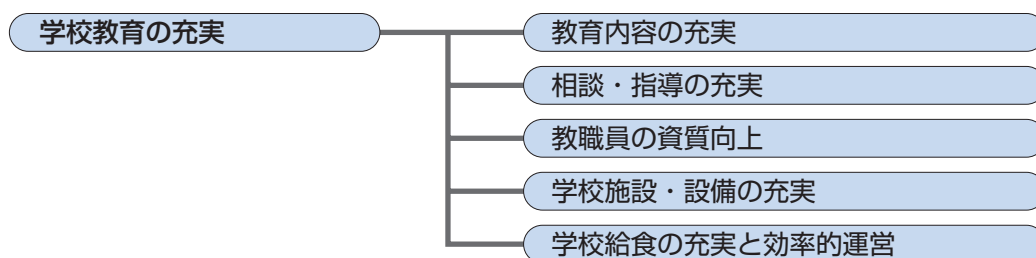 学校教育の充実
教育内容の充実
相談・指導の充実
教職員の資質向上
学校施設・設備の充実
学校給食の充実と効率的運営